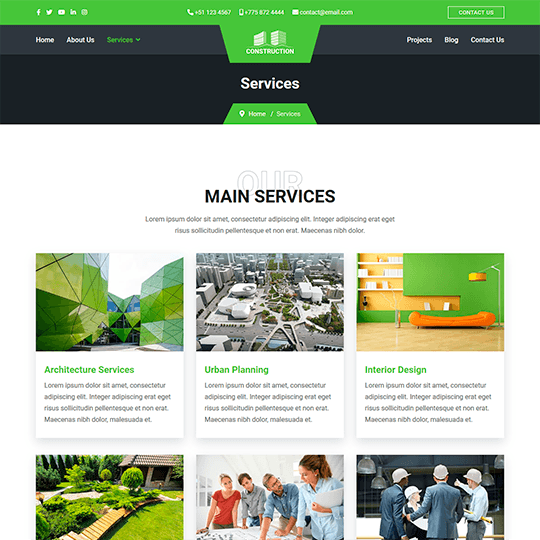 +51 123 4567 +775 872 4444 contact@email.com CONTACT US
Home About Us Services Projects Blog Contact Us
CONSTRUCTION
Services
Home / Services
OUR
MAIN SERVICES
Lorem ipsum dolor sit amet, consectetur adipiscing elit. Integer darapas erat, id
sollicitudin pellentesque et non erat. Maecenas nibh dolor.
Architecture Services
Lorem ipsum dolor sit amet, consectetur
adipiscing elit. Integer adipiscing erat, risus
sollicitudin pellentesque et non erat.
Maecenas nibh dolor, malesuada et.
Urban Planning
Lorem ipsum dolor sit amet, consectetur
adipiscing elit. Integer adipiscing erat, risus
sollicitudin pellentesque et non erat.
Maecenas nibh dolor, malesuada et.
Interior Design
Lorem ipsum dolor sit amet, consectetur
adipiscing elit. Integer adipiscing erat, risus
sollicitudin pellentesque et non erat.
Maecenas nibh dolor, malesuada et.